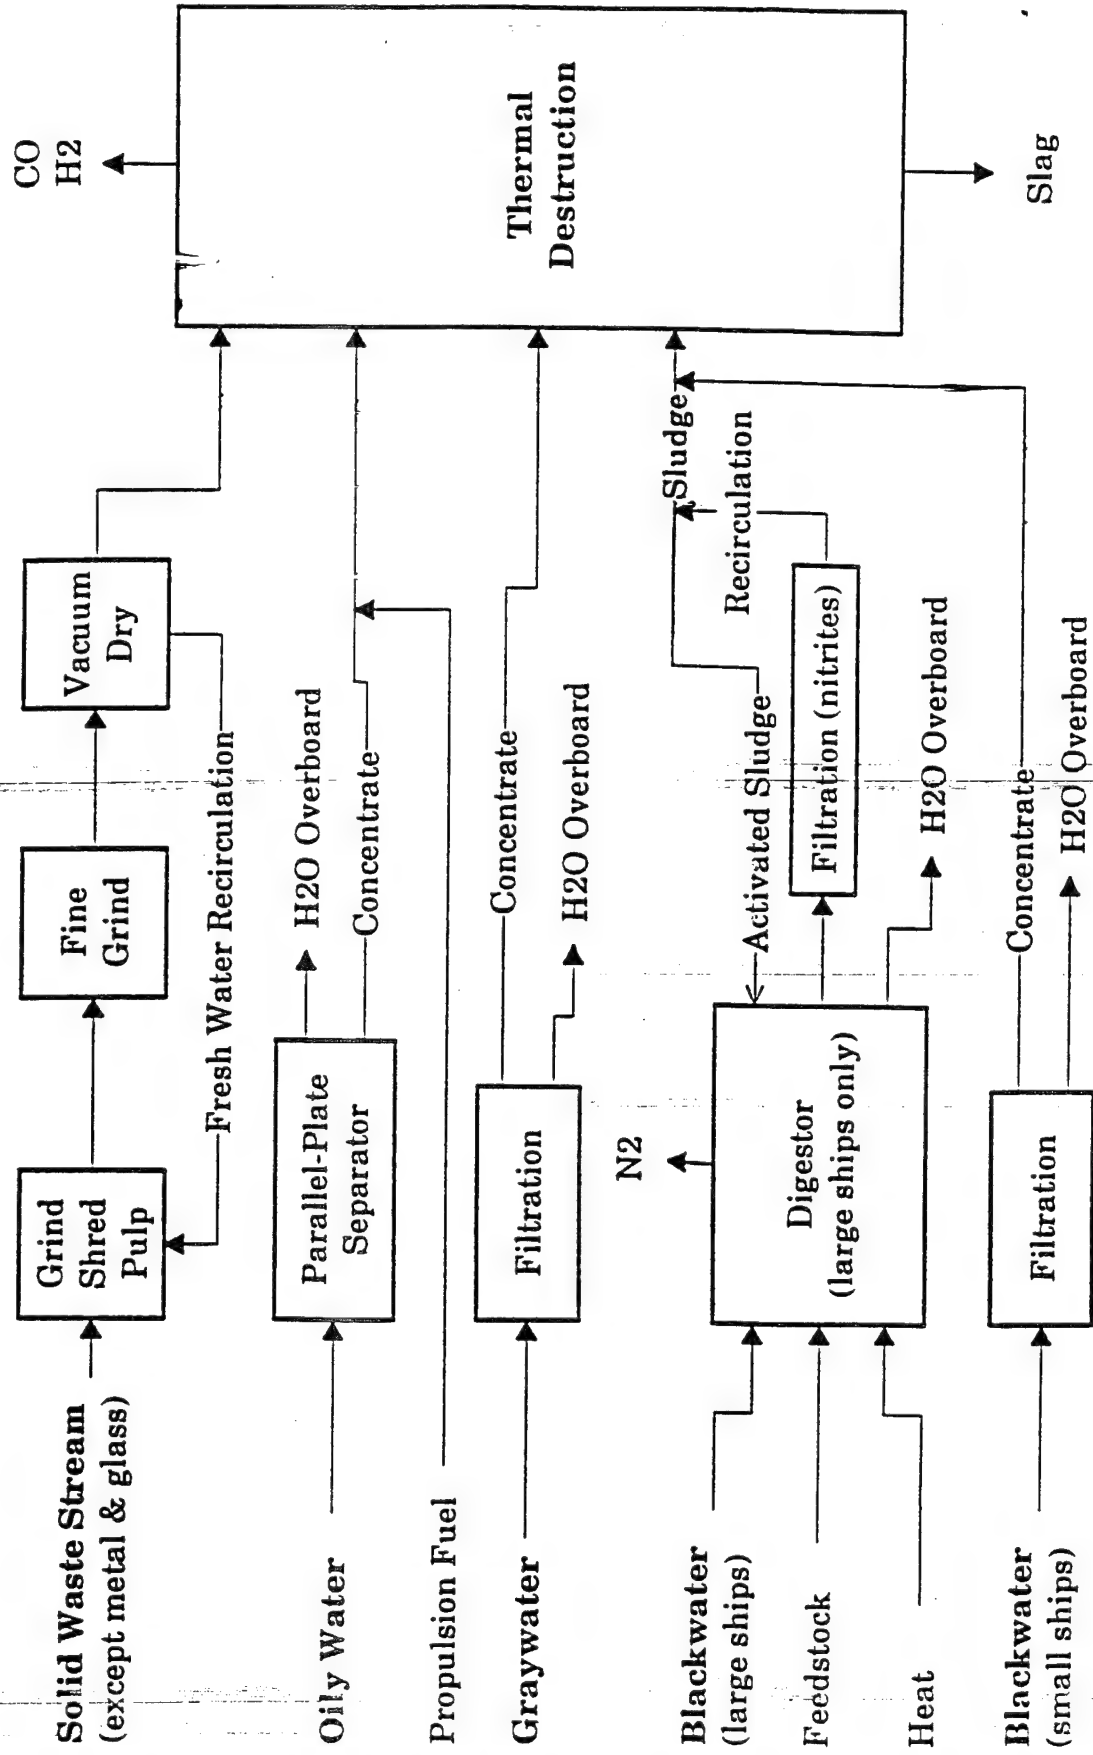 Solid Waste Stream
(except metal & glass)
Grind
Shred
Pulp
Fine
Grind
Vacuum
Dry
Fresh Water Recirculation
CO
H2
Oily Water
Parallel-Plate
Separator
H2O Overboard
Concentrate
Propulsion Fuel
Thermal
Destruction
Graywater
Filtration
Concentrate
H2O Overboard
Blackwater
(large ships)
Feedstock
Heat
N2
Digestor
(large ships only)
Activated Sludge
Sludge
Recirculation
Filtration (nitrites)
H2O Overboard
Slag
Blackwater
(small ships)
Filtration
Concentrate
H2O Overboard